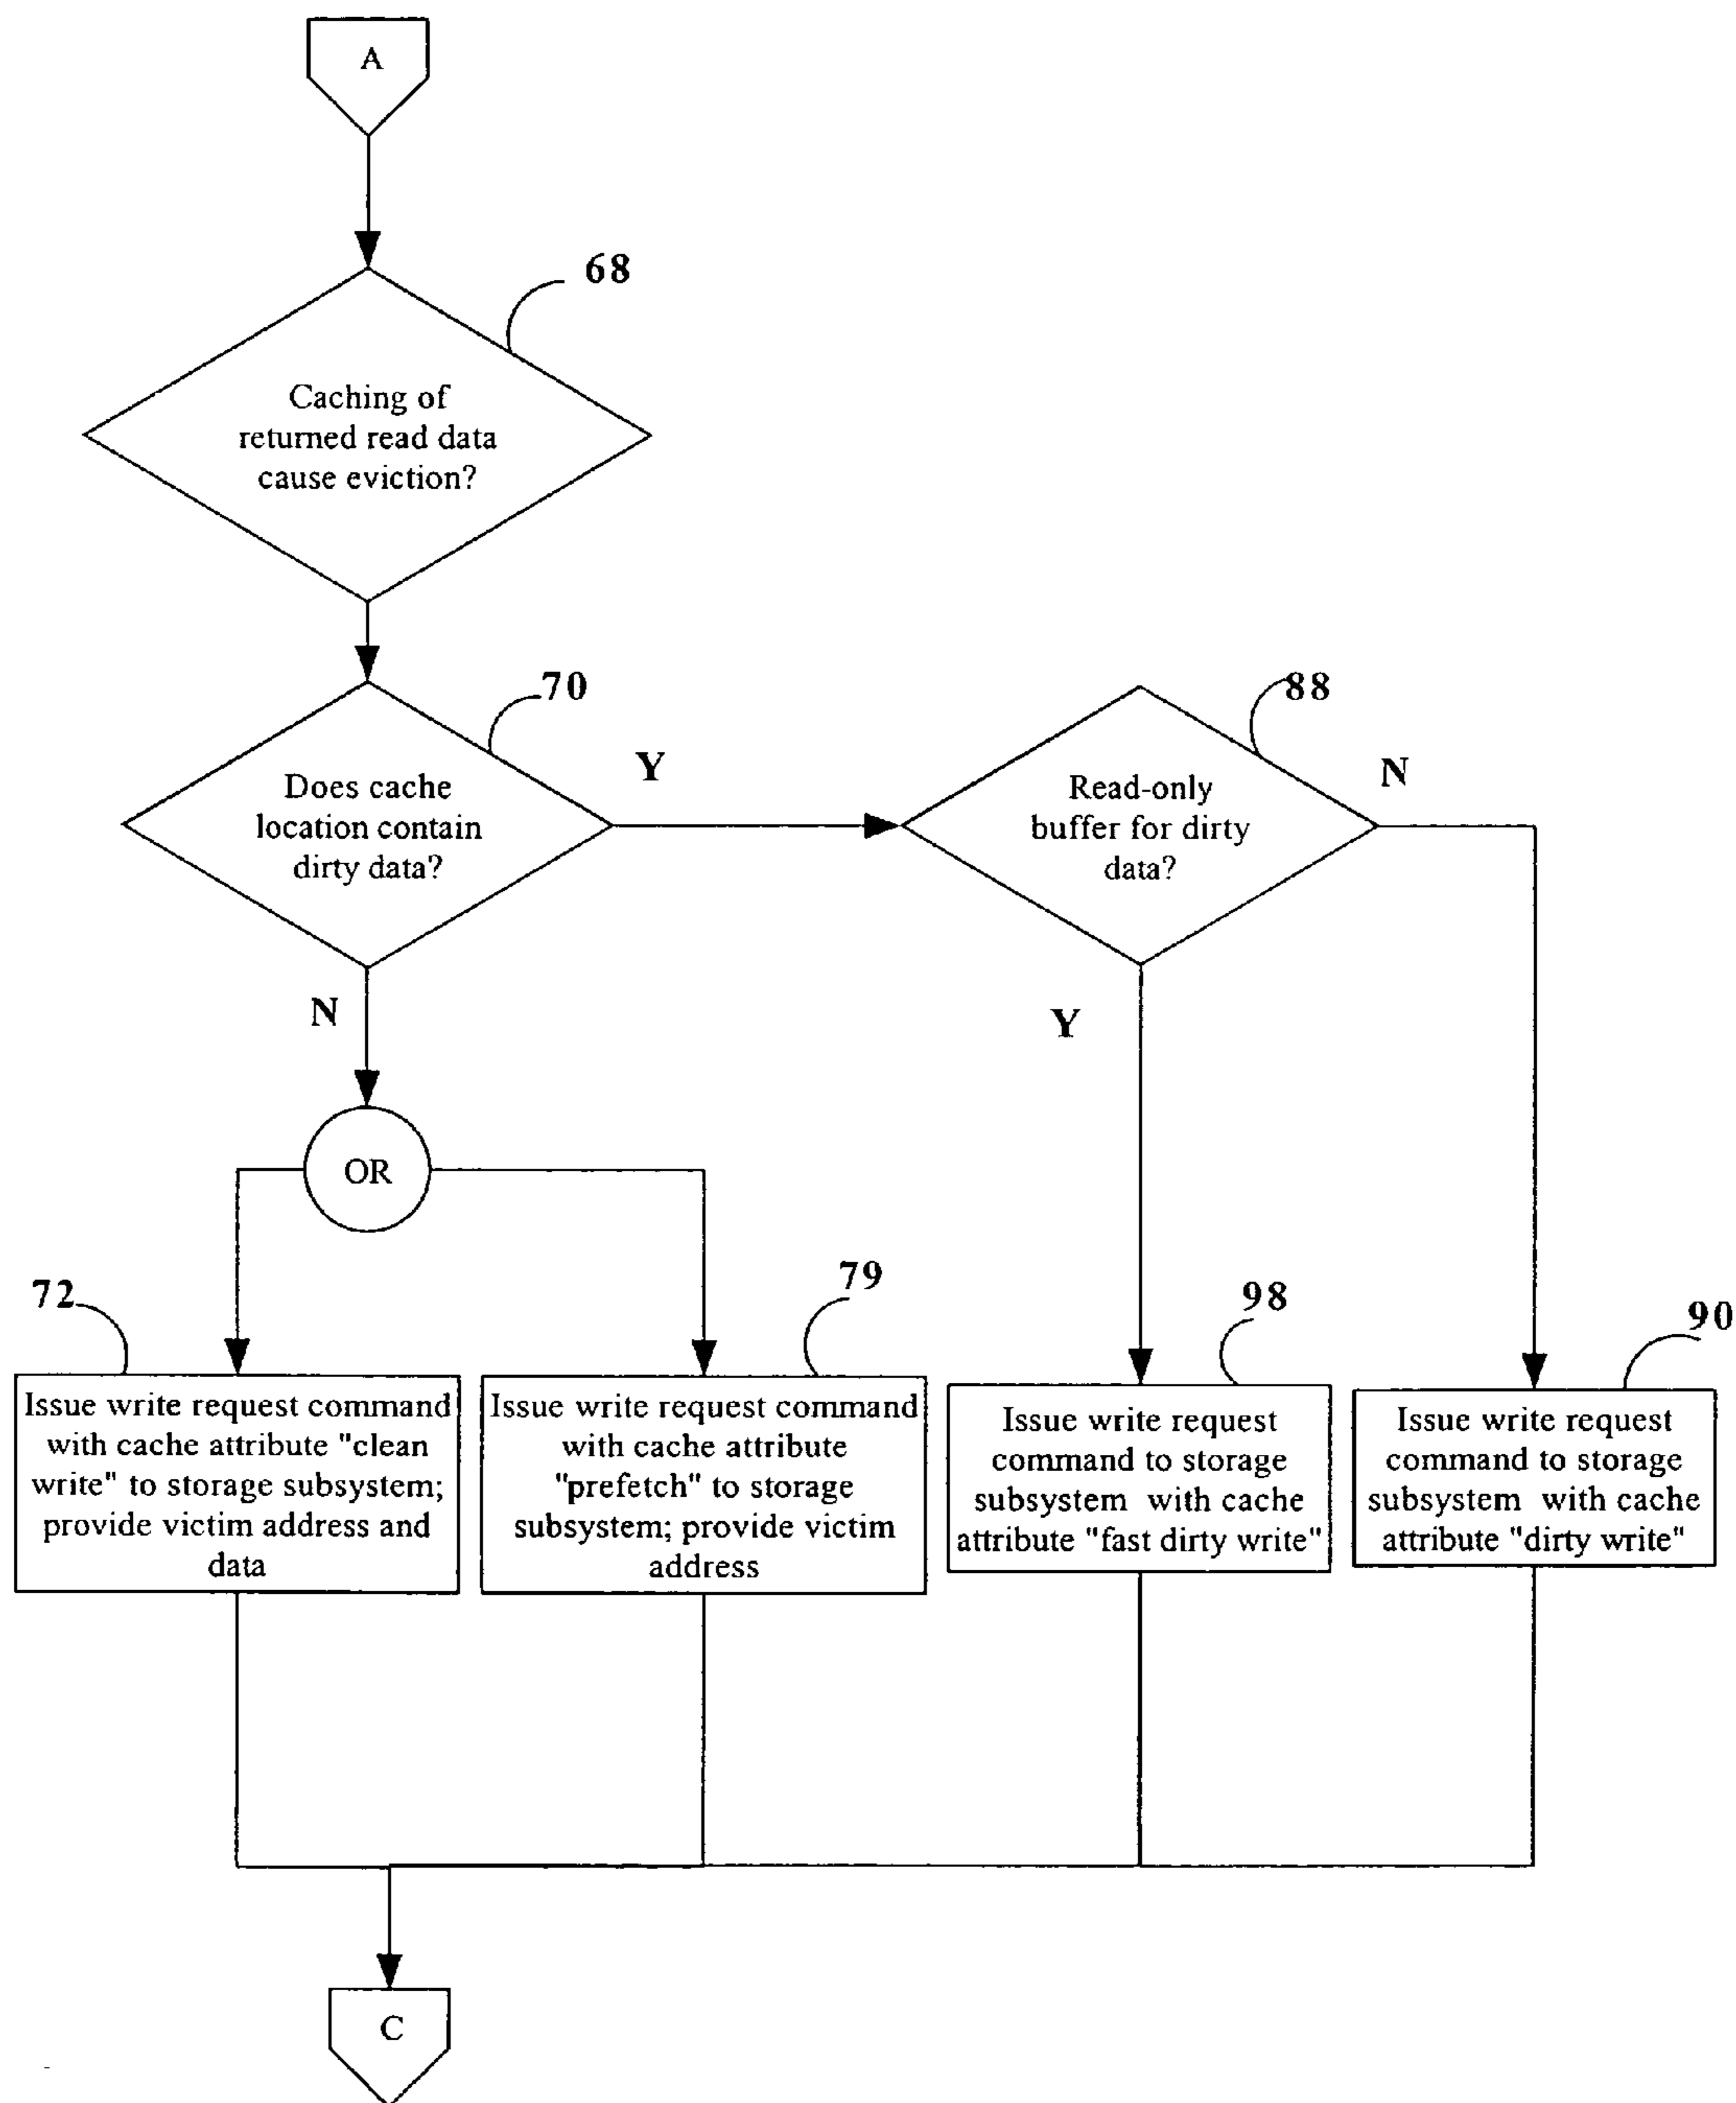 A
68
Caching of
returned read data
cause eviction?
70
88
Y
N
Does cache
location contain
dirty data?
Read-only
buffer for dirty
data?
N
Y
OR
72
79
98
90
Issue write request command
with cache attribute "clean
write" to storage subsystem;
provide victim address and
data
Issue write request command
with cache attribute
"prefetch" to storage
subsystem; provide victim
address
Issue write request
command to storage
subsystem with cache
attribute "fast dirty write"
Issue write request
command to storage
subsystem with cache
attribute "dirty write"
C